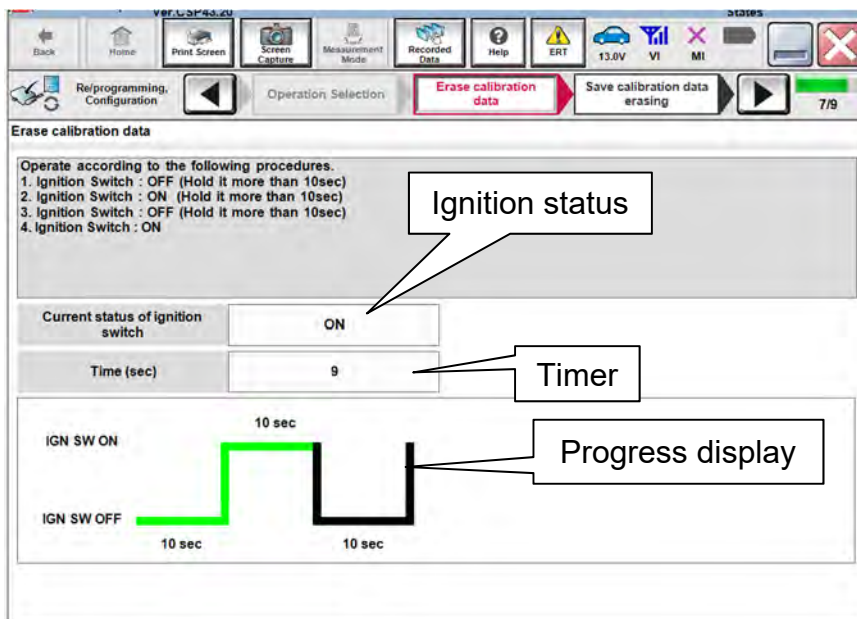 Ver.CSP43.20
States
Back
Home
Print Screen
Screen
Capture
Measurement
Mode
Recorded
Data
Help
ERT
13.0V
VI
MI
Re/programming,
Configuration
Operation Selection
Erase calibration
data
Save calibration data
erasing
7/9
Erase calibration data
Operate according to the following procedures.
1. Ignition Switch : OFF (Hold it more than 10sec)
2. Ignition Switch : ON (Hold it more than 10sec)
3. Ignition Switch : OFF (Hold it more than 10sec)
4. Ignition Switch : ON
Ignition status
Current status of ignition
switch
ON
Time (sec)
9
Timer
10 sec
IGN SW ON
Progress display
IGN SW OFF
10 sec
10 sec